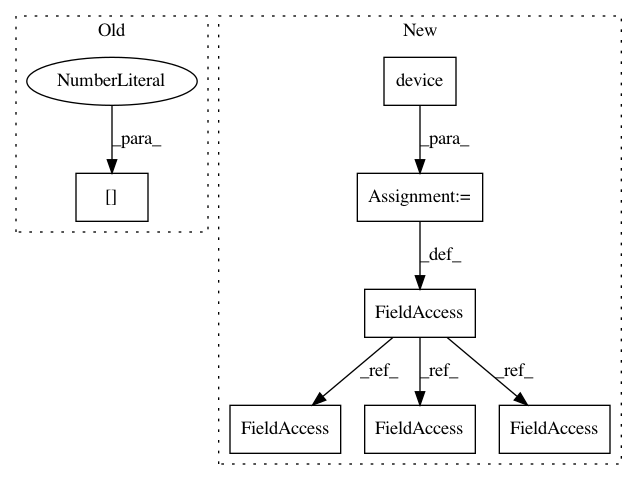 Old
New
NumberLiteral
device
_para_
_para_
[]
Assignment:=
_def_
FieldAccess
_ref_
_ref_
_ref_
FieldAccess
FieldAccess
FieldAccess